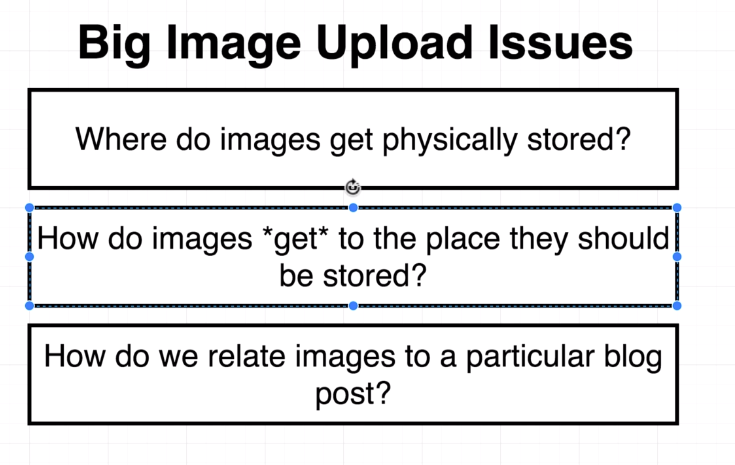 Big Image Upload Issues
Where do images get physically stored?
How do images *get* to the place they should
be stored?
How do we relate images to a particular blog
post?